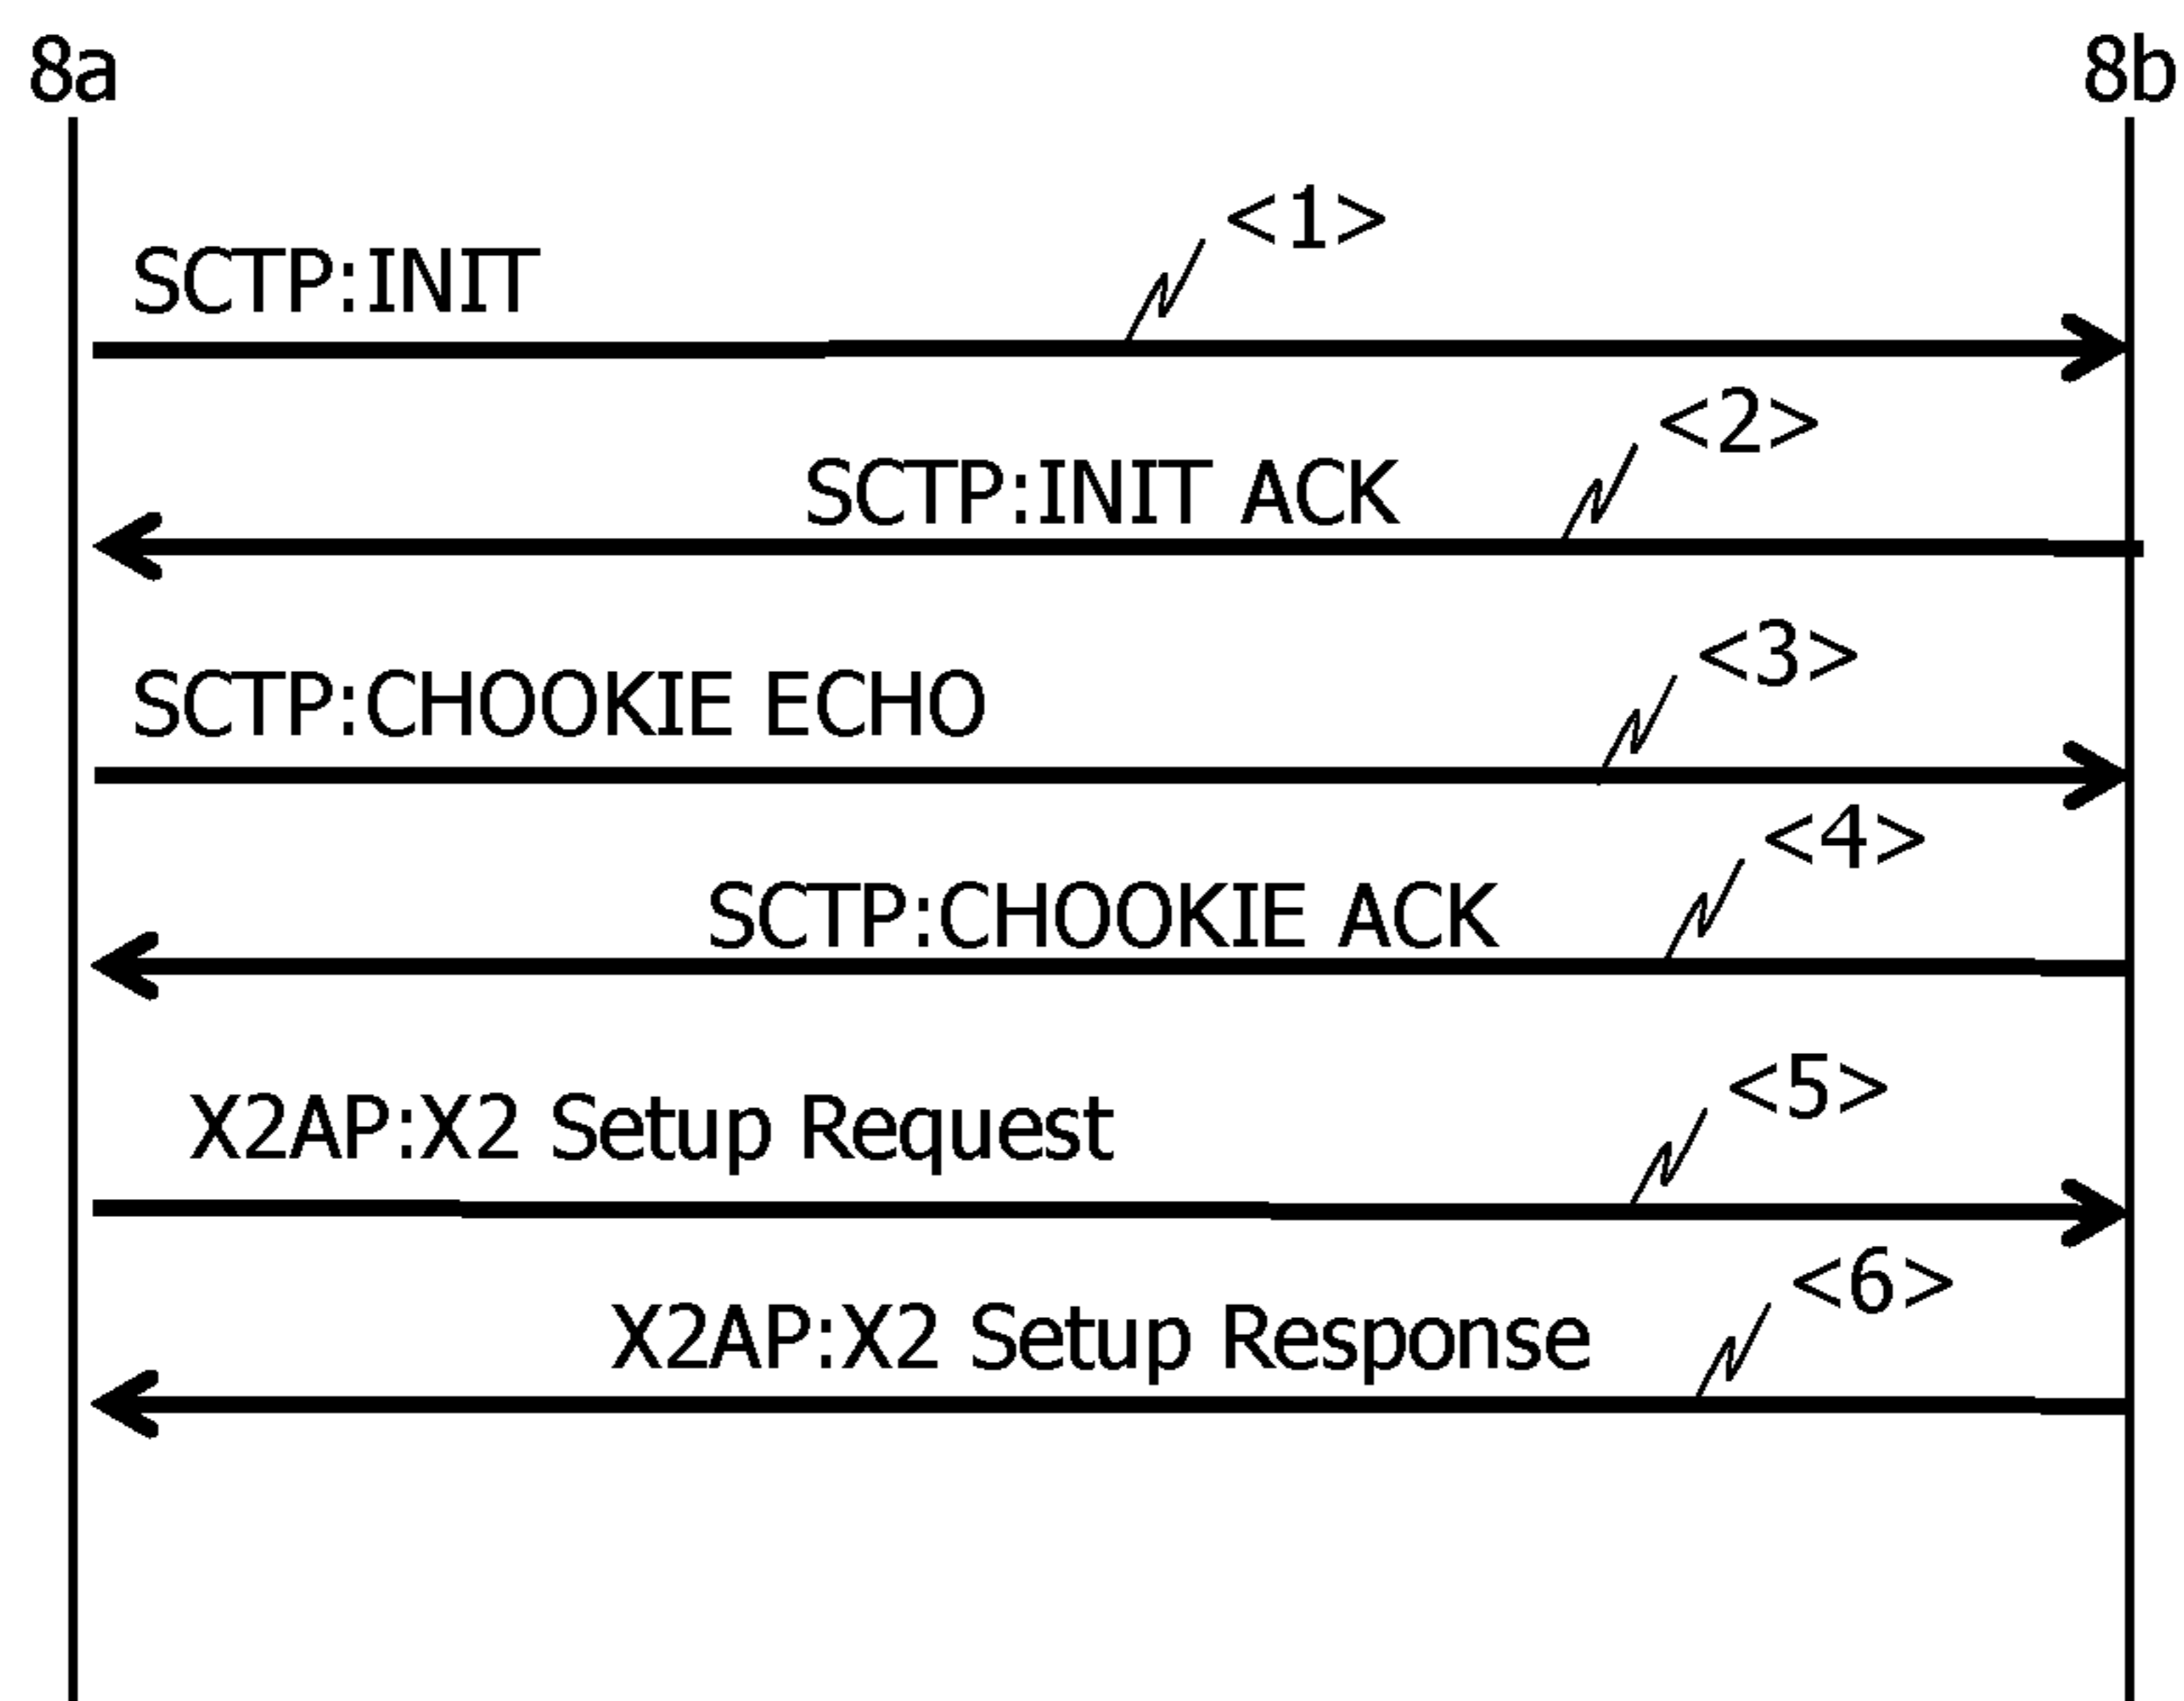 8a
8b
<1>
SCTP:INIT
<2>
SCTP:INIT ACK
<3>
SCTP:CHOOKIE ECHO
<4>
SCTP:CHOOKIE ACK
<5>
X2AP:X2 Setup Request
<6>
X2AP:X2 Setup Response